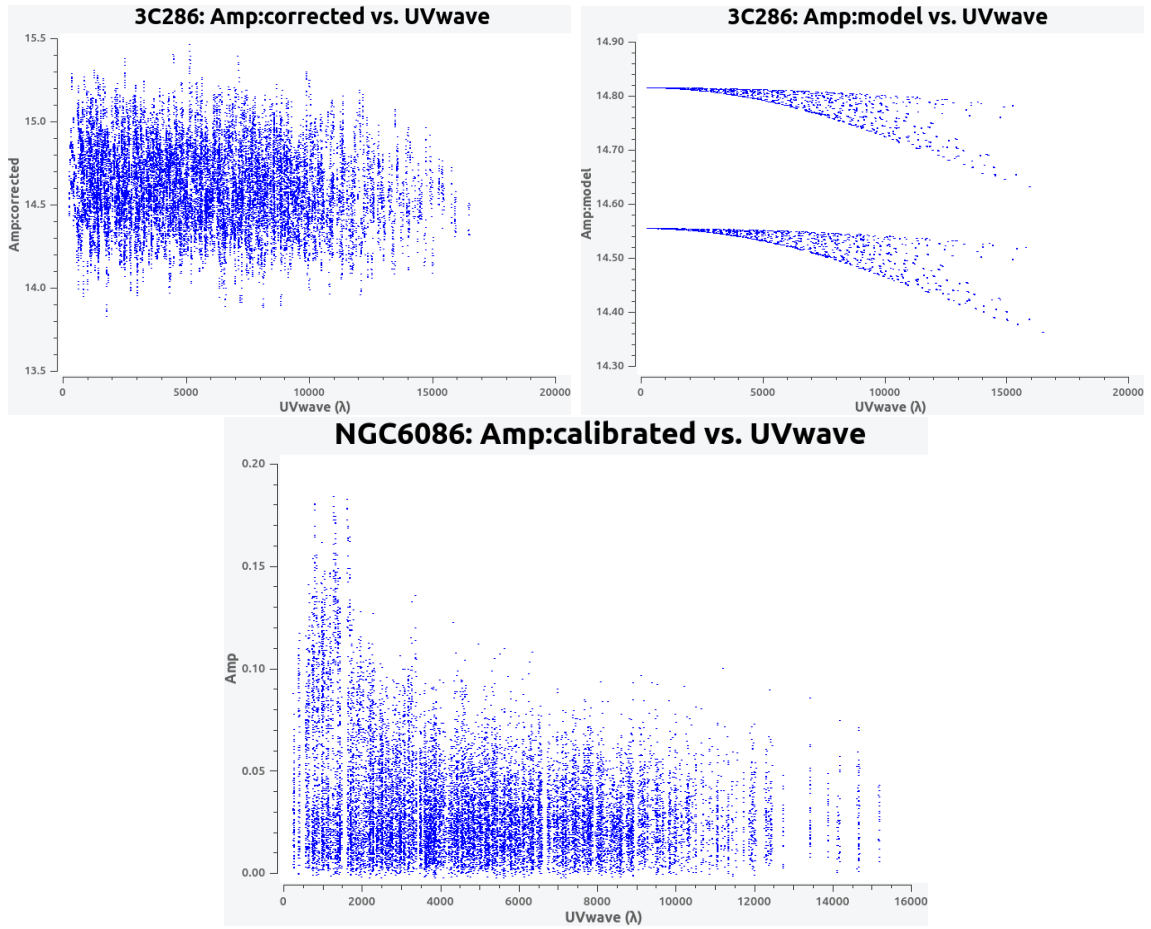 3C286: Amp:corrected vs. UVwave
15.5
15.0
14.5
14.0
13.5
Amp:corrected
0 5000 10000 15000 20000
UVwave (λ)
3C286: Amp:model vs. UVwave
14.90
14.80
14.70
14.60
14.50
14.40
14.30
Amp:model
0 5000 10000 15000 20000
UVwave (λ)
NGC6086: Amp:calibrated vs. UVwave
0.20
0.15
0.10
0.05
0.00
Amp
0 2000 4000 6000 8000 10000 12000 14000 16000
UVwave (λ)